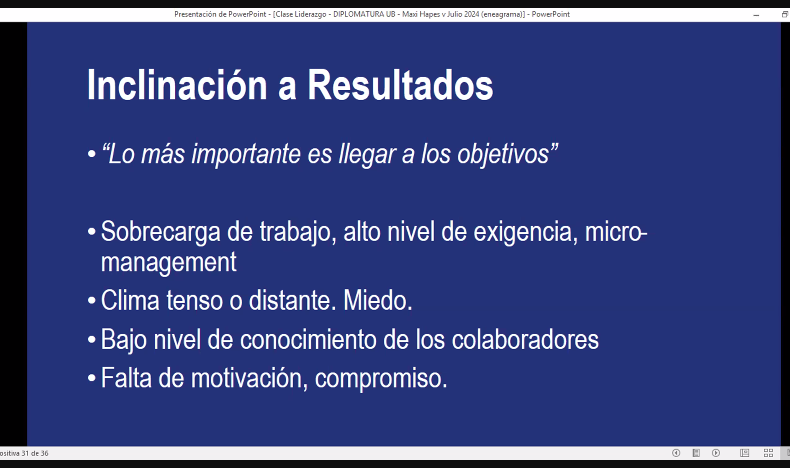 Presentación de PowerPoint - [Clase Liderazgo - DIPLOMATURA UB - Maxi Hapes v Julio 2024 (eneagrama)] - PowerPoint
Inclinación a Resultados
• “Lo más importante es llegar a los objetivos”
• Sobrecarga de trabajo, alto nivel de exigencia, micro-
management
• Clima tenso o distante. Miedo.
• Bajo nivel de conocimiento de los colaboradores
• Falta de motivación, compromiso.
ositiva 31 de 36